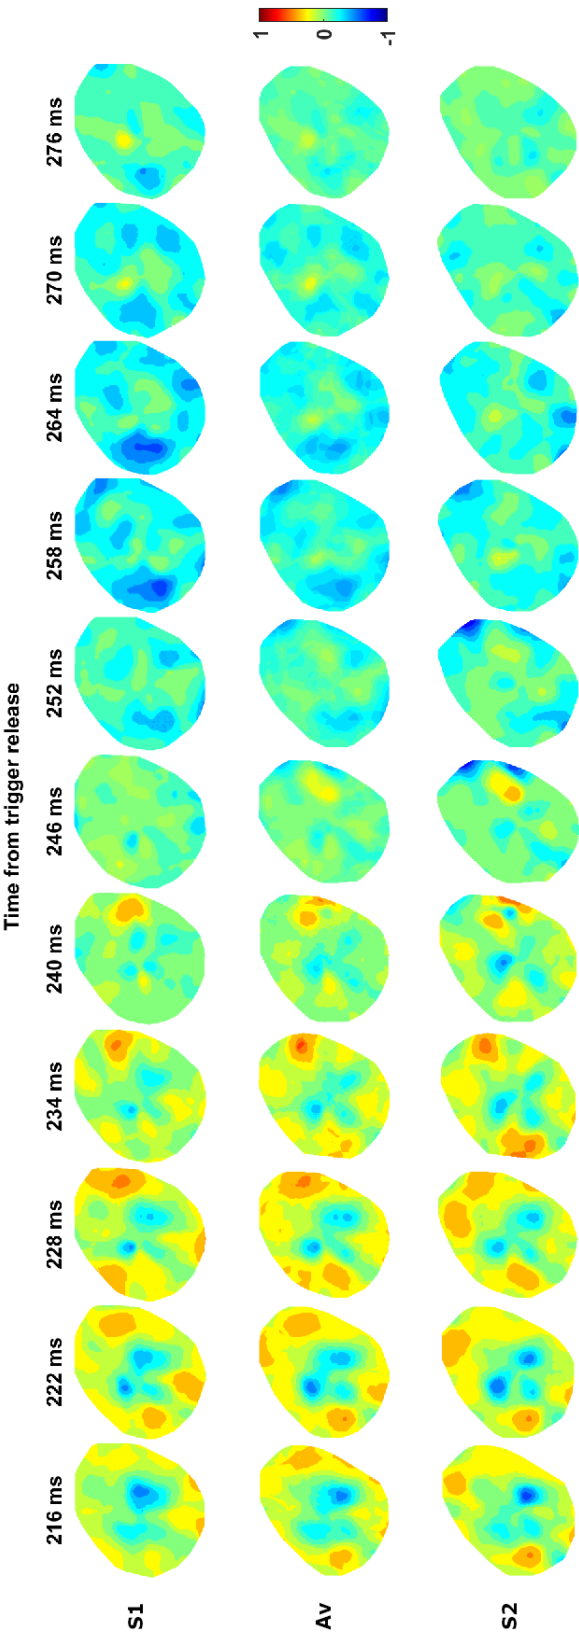 Time from trigger release
216 ms 222 ms 228 ms 234 ms 240 ms 246 ms 252 ms 258 ms 264 ms 270 ms 276 ms
S1
Av
S2
1 0 -1